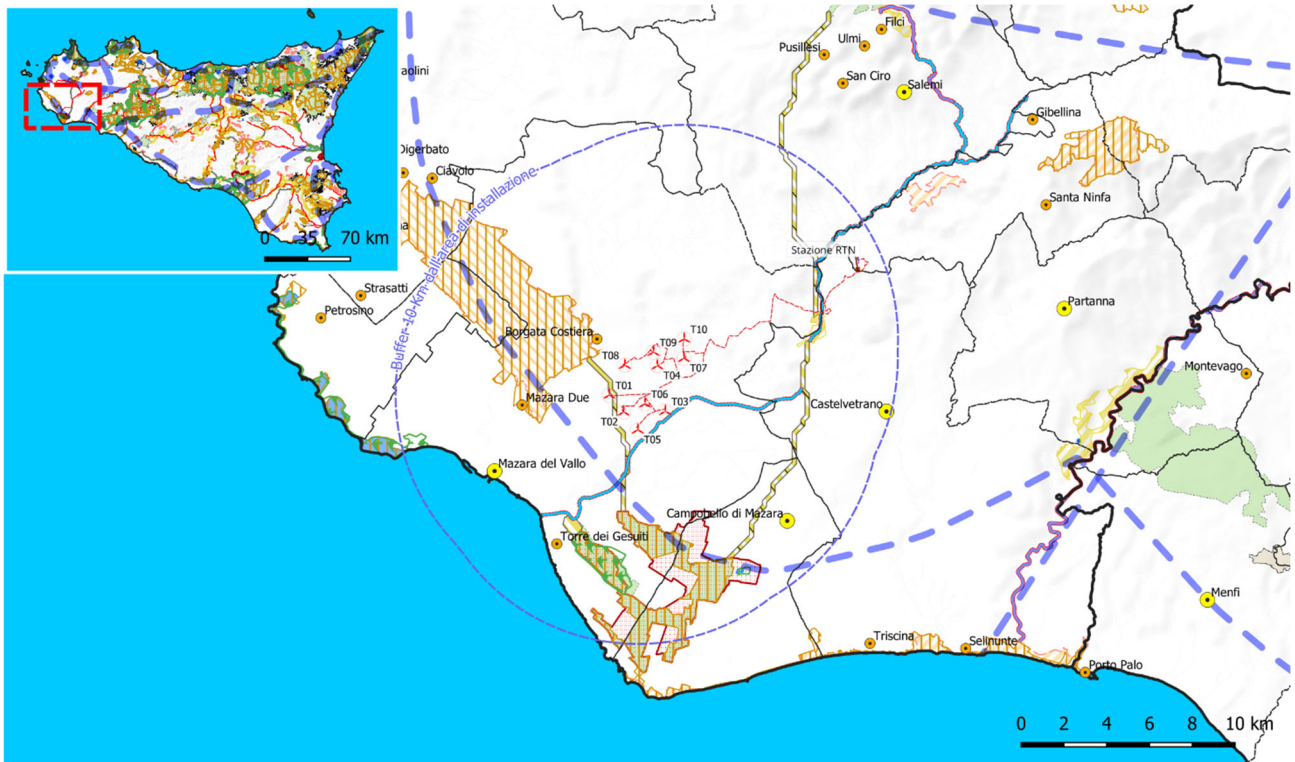 0 35 70 km
aolini
Digerbato
Ciavolo
Strasatti
Petrosino
Filci
Ulmi
Pusillesi
San Ciro
Salemi
Gibellina
Santa Ninfa
Buffer 10 Km dall'area di installazione
Stazione RTN
Partanna
Montevago
Borgata Costiera
T10
T09
T08
T07
T04
T01
T06
T03
T02
T05
Mazara Due
Castelvetrano
Mazara del Vallo
Campobello di Mazara
Torre dei Gesuiti
Menfi
Triscina
Selinunte
Porto Palo
0 2 4 6 8 10 km